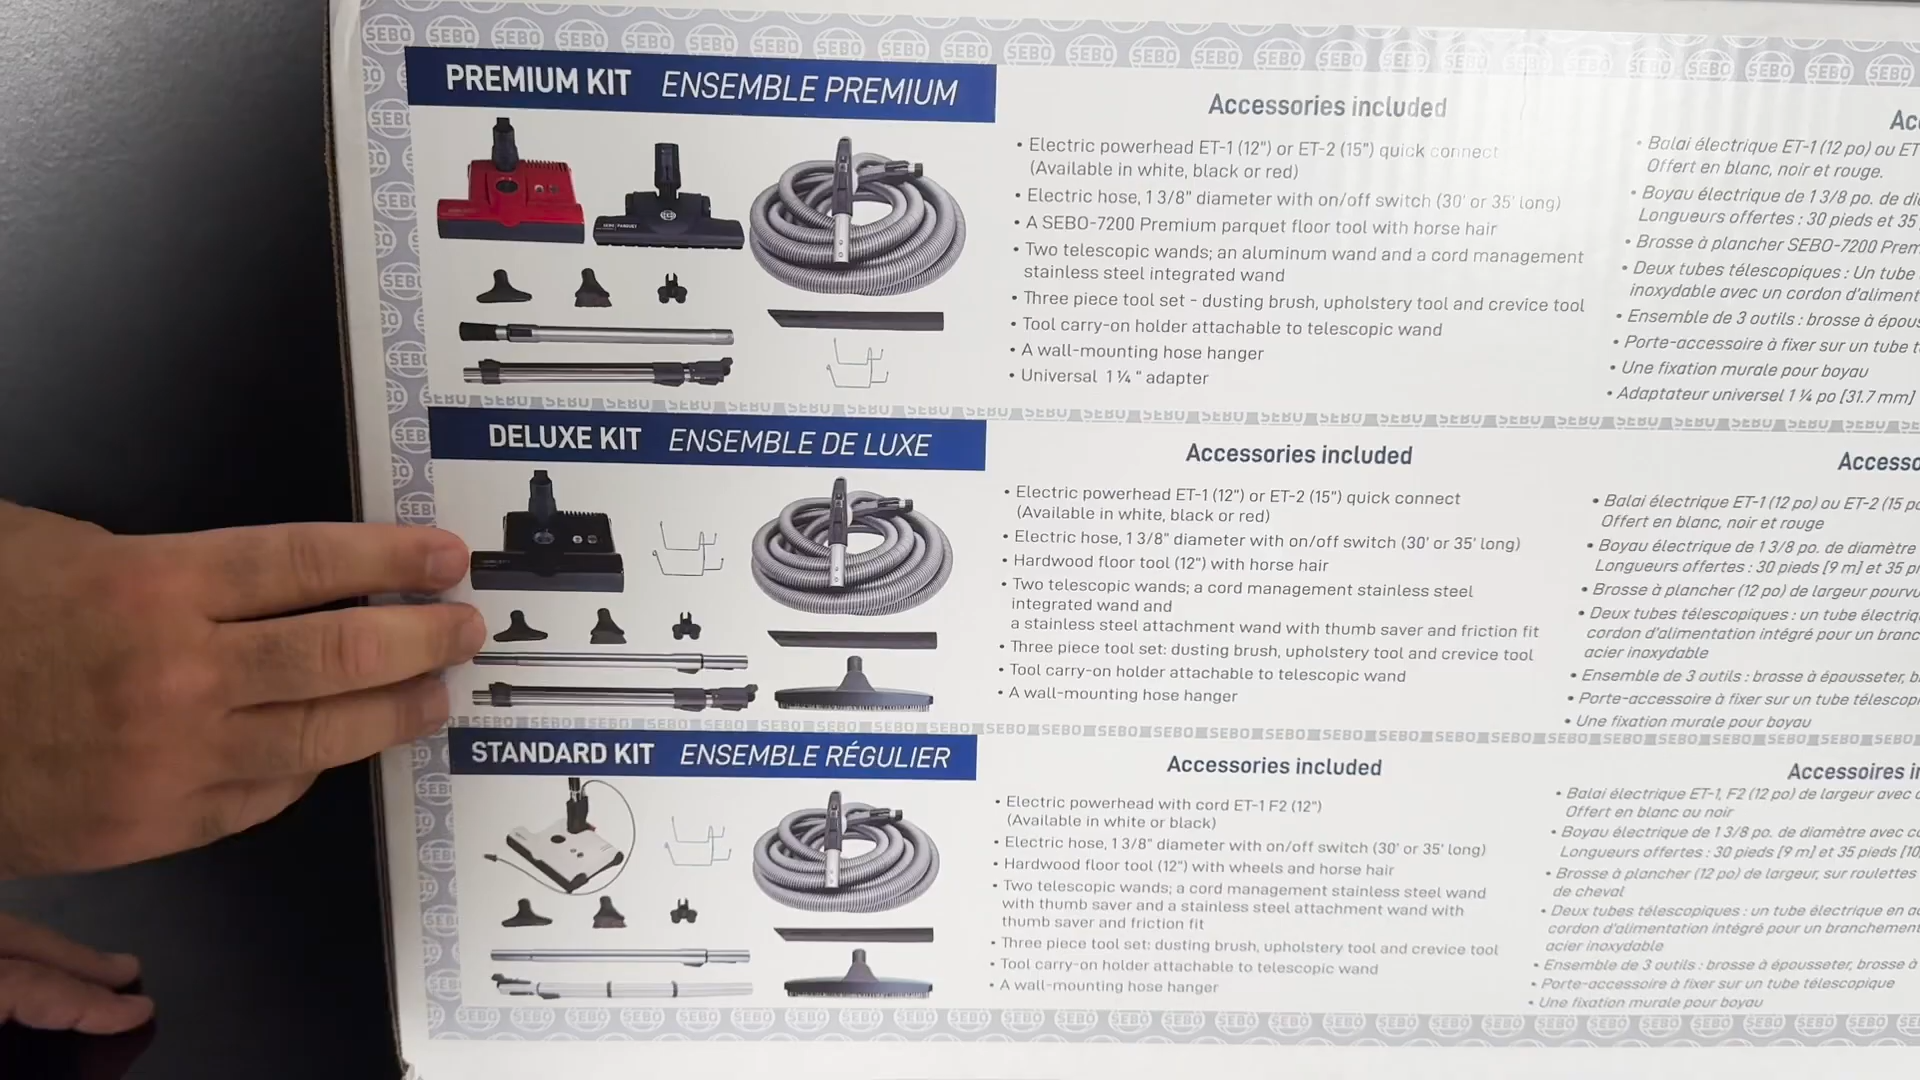 SEBO SEBO SEBO SEBO SEBO SEBO SEBO SEBO SEBO SEBO
PREMIUM KIT ENSEMBLE PREMIUM
Accessories included
• Electric powerhead ET-1 (12") or ET-2 (15") quick connect
(Available in white, black or red)
• Electric hose, 1 3/8" diameter with on/off switch (30' or 35' long)
• A SEBO-7200 Premium parquet floor tool with horse hair
• Two telescopic wands; an aluminum wand and a cord management
stainless steel integrated wand
• Three piece tool set - dusting brush, upholstery tool and crevice tool
• Tool carry-on holder attachable to telescopic wand
• A wall-mounting hose hanger
• Universal 1 ¼ " adapter
• Balai électrique ET-1 (12 po) ou ET
Offert en blanc, noir et rouge.
• Boyau électrique de 1 3/8 po. de
Longueurs offertes : 30 pieds et 35
• Brosse à plancher SEBO-7200
• Deux tubes télescopiques : Un tube
inoxydable avec un cordon
• Ensemble de 3 outils : brosse à
• Porte-accessoire à fixer sur un tube
• Une fixation murale pour boyau
• Adaptateur universel 1 ¼ po [31.7 mm]
DELUXE KIT ENSEMBLE DE LUXE
Accessories included
• Electric powerhead ET-1 (12") or ET-2 (15") quick connect
(Available in white, black or red)
• Electric hose, 1 3/8" diameter with on/off switch (30' or 35' long)
• Hardwood floor tool (12") with horse hair
• Two telescopic wands; a cord management stainless steel
integrated wand and
a stainless steel attachment wand with thumb saver and friction fit
• Three piece tool set: dusting brush, upholstery tool and crevice tool
• Tool carry-on holder attachable to telescopic wand
• A wall-mounting hose hanger
• Balai électrique ET-1 (12 po) ou ET-2 (15
Offert en blanc, noir et rouge
• Boyau électrique de 1 3/8 po. de diamètre
Longueurs offertes : 30 pieds [9 m] et 35
• Brosse à plancher (12 po) de largeur
• Deux tubes télescopiques : un tube
cordon d'alimentation intégré pour un
acier inoxydable
• Ensemble de 3 outils : brosse à épousseter,
• Porte-accessoire à fixer sur un tube
• Une fixation murale pour boyau
STANDARD KIT ENSEMBLE RÉGULIER
Accessories included
• Electric powerhead with cord ET-1 F2 (12")
(Available in white or black)
• Electric hose, 1 3/8" diameter with on/off switch (30' or 35' long)
• Hardwood floor tool (12") with wheels and horse hair
• Two telescopic wands; a cord management stainless steel wand
with thumb saver and a stainless steel attachment wand with
thumb saver and friction fit
• Three piece tool set: dusting brush, upholstery tool and crevice tool
• Tool carry-on holder attachable to telescopic wand
• A wall-mounting hose hanger
Accessoires
• Balai électrique ET-1, F2 (12 po) de largeur avec
Offert en blanc ou noir
• Boyau électrique de 1 3/8 po. de diamètre avec
Longueurs offertes : 30 pieds [9 m] et 35 pieds
• Brosse à plancher (12 po) de largeur, sur roulettes
de cheval
• Deux tubes télescopiques : un tube électrique en
cordon d'alimentation intégré pour un branchement
acier inoxydable
• Ensemble de 3 outils : brosse à épousseter, brosse à
• Porte-accessoire à fixer sur un tube télescopique
• Une fixation murale pour boyau
SEBO SEBO SEBO SEBO SEBO SEBO SEBO SEBO SEBO SEBO